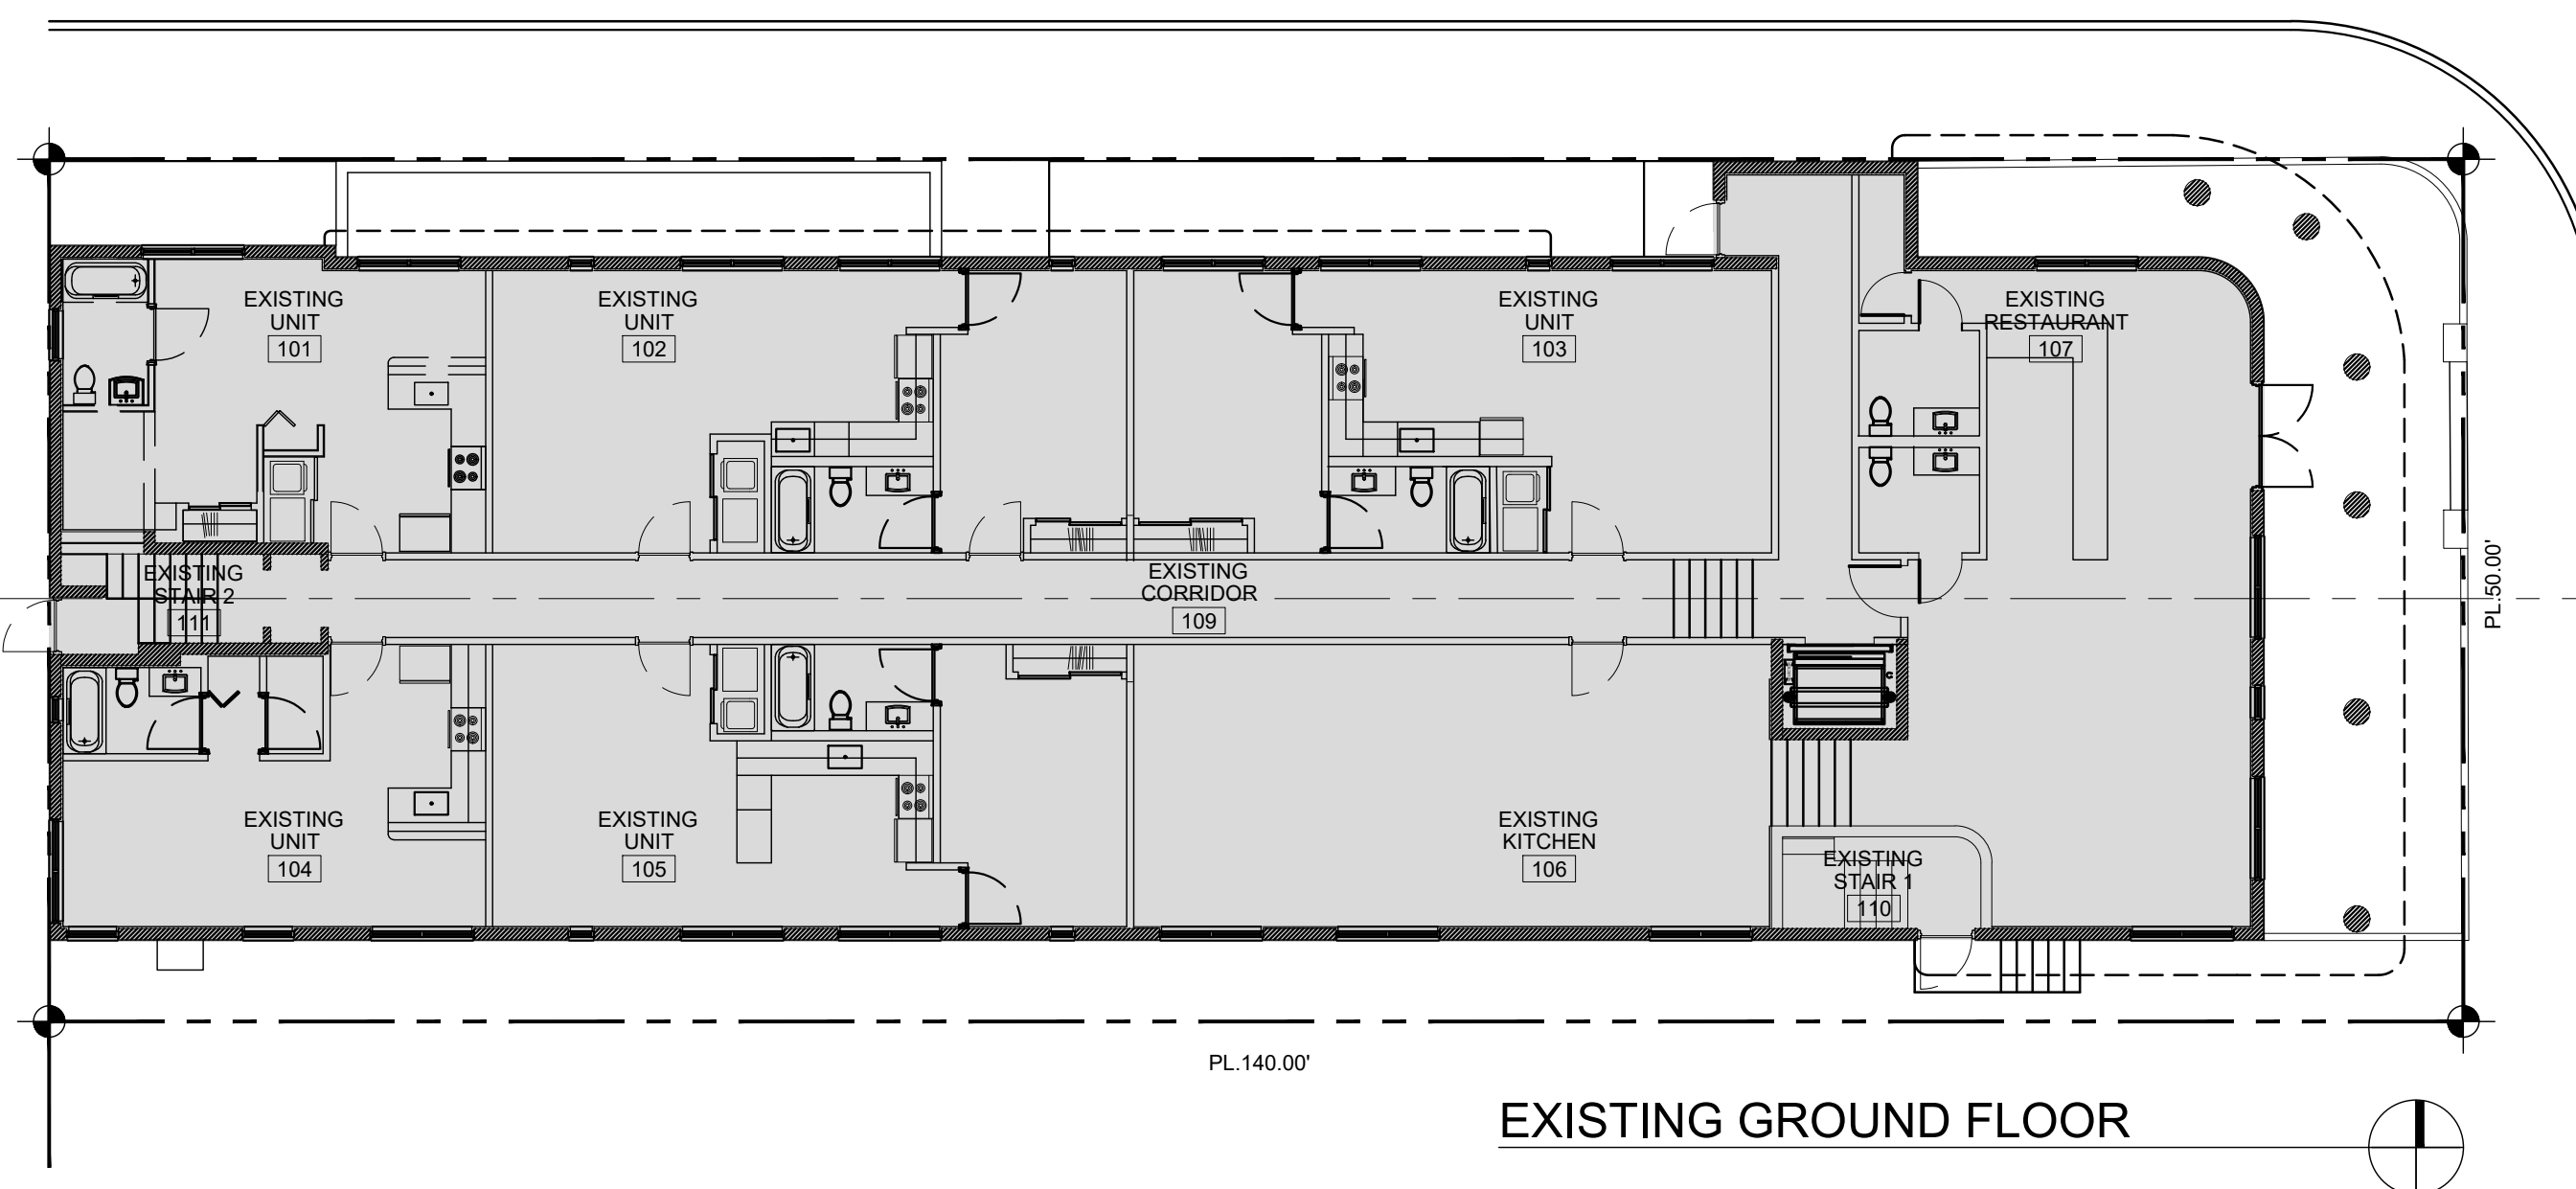 EXISTING
UNIT
101
EXISTING
UNIT
102
EXISTING
UNIT
103
EXISTING
RESTAURANT
107
EXISTING
STAIR 2
111
EXISTING
CORRIDOR
109
PL.50.00'
EXISTING
UNIT
104
EXISTING
UNIT
105
EXISTING
KITCHEN
106
EXISTING
STAIR 1
110
PL.140.00'
EXISTING GROUND FLOOR